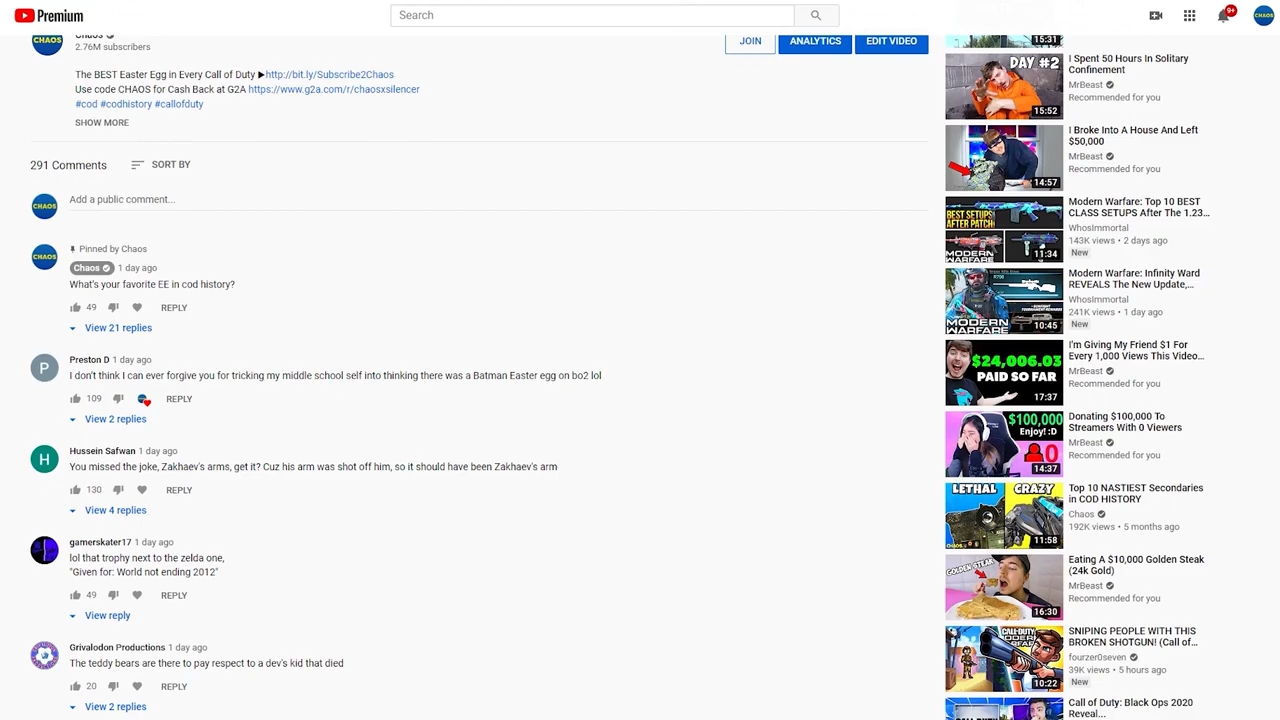 Premium
Search
9+
CHAOS
Chaos
2.76M subscribers
JOIN
ANALYTICS
EDIT VIDEO
The BEST Easter Egg in Every Call of Duty ▶http://bit.ly/Subscribe2Chaos
Use code CHAOS for Cash Back at G2A https://www.g2a.com/r/chaosxsilencer
#cod #codhistory #callofduty
SHOW MORE
291 Comments
SORT BY
CHAOS
Add a public comment...
CHAOS
Pinned by Chaos
Chaos 1 day ago
What's your favorite EE in cod history?
49 REPLY
View 21 replies
P
Preston D 1 day ago
I don't think I can ever forgive you for tricking my myself and me friends into thinking there was a Batman Easter egg on bo2 lol
109 REPLY
View 2 replies
H
Hussein Safwan 1 day ago
You missed the joke, Zakhaev's arms, get it? Cuz his arm was shot off him, so it should have been Zakhaev's arm
130 REPLY
View 4 replies
gamerskater17 1 day ago
lol that trophy next to the zelda one,
"Given for: World not ending 2012"
49 REPLY
View reply
Grivalodon Productions 1 day ago
The teddy bears are there to pay respect to a dev's kid that died
20 REPLY
View 2 replies
15:31
DAY #2
15:52
I Spent 50 Hours In Solitary
Confinement
MrBeast
Recommended for you
14:57
I Broke Into A House And Left
$50,000
MrBeast
Recommended for you
BEST SETUPS
AFTER PATCH
MODERN
WARFARE
11:34
Modern Warfare: Top 10 BEST
CLASS SETUPS After The 1.23...
WhosImmortal
143K views • 2 days ago
New
MODERN
WARFARE
10:45
Modern Warfare: Infinity Ward
REVEALS The New Update,...
WhosImmortal
241K views • 1 day ago
New
$24,006.03
PAID SO FAR
17:37
I'm Giving My Friend $1 For
Every 1,000 Views This Video...
MrBeast
Recommended for you
$100,000
Enjoy! :D
0
14:37
Donating $100,000 To
Streamers With 0 Viewers
MrBeast
Recommended for you
LETHAL
CRAZY
CHAOS
11:58
Top 10 NASTIEST Secondaries
in COD HISTORY
Chaos
192K views • 5 months ago
GOLDEN STEAK
16:30
Eating A $10,000 Golden Steak
(24k Gold)
MrBeast
Recommended for you
CALL OF DUTY
MODERN
WARFARE
10:22
SNIPING PEOPLE WITH THIS
BROKEN SHOTGUN! (Call of...
fourzer0seven
39K views • 5 hours ago
New
Call of Duty: Black Ops 2020
Reveal...